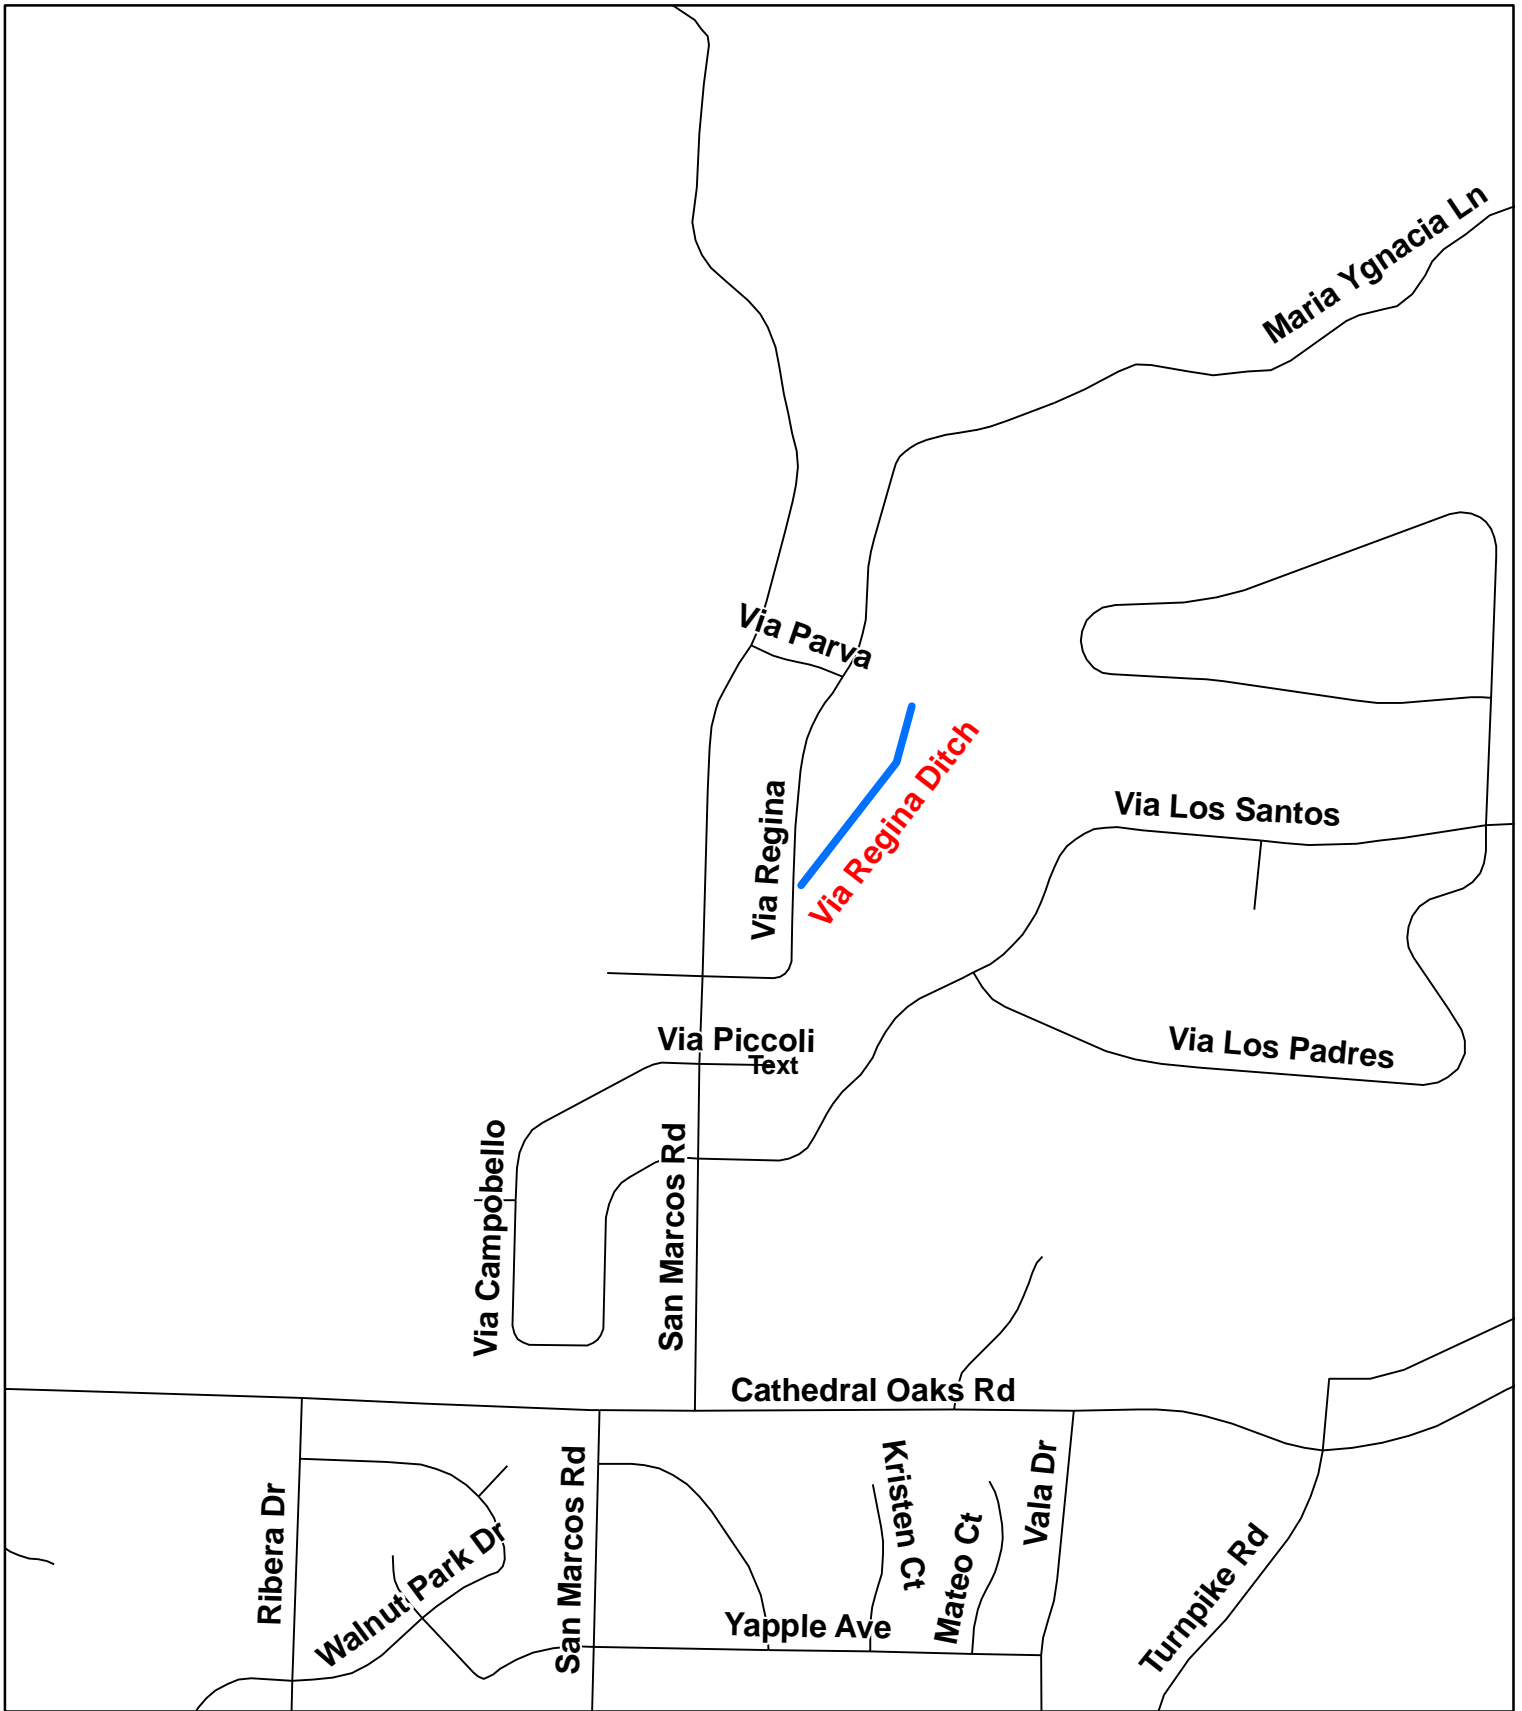 Maria Ygnacia Ln
Via Parva
Via Regina
Via Regina Ditch
Via Los Santos
Via Piccoli
Text
Via Los Padres
Via Campobello
San Marcos Rd
Cathedral Oaks Rd
Ribera Dr
Walnut Park Dr
San Marcos Rd
Kristen Ct
Mateo Ct
Vala Dr
Yapple Ave
Turnpike Rd